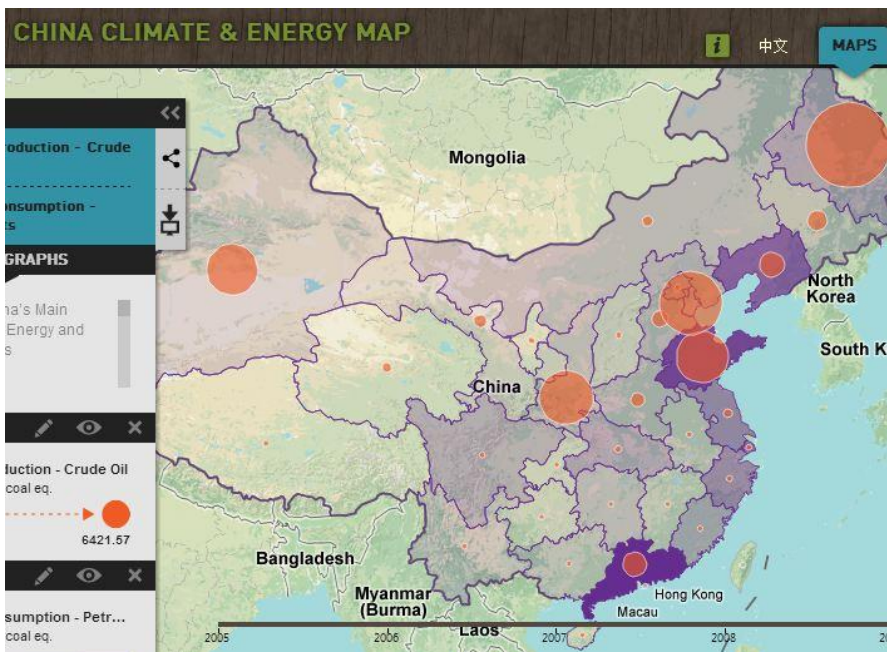 CHINA CLIMATE & ENERGY MAP
i
中文
MAPS
roduction - Crude
onsumption -
ts
GRAPHS
na's Main
Energy and
s
duction - Crude Oil
coal eq.
6421.57
sumption - Petr...
coal eq.
Mongolia
North
Korea
South K
China
Bangladesh
Myanmar
(Burma)
Laos
Hong Kong
Macau
2005
2006
2007
2008
20